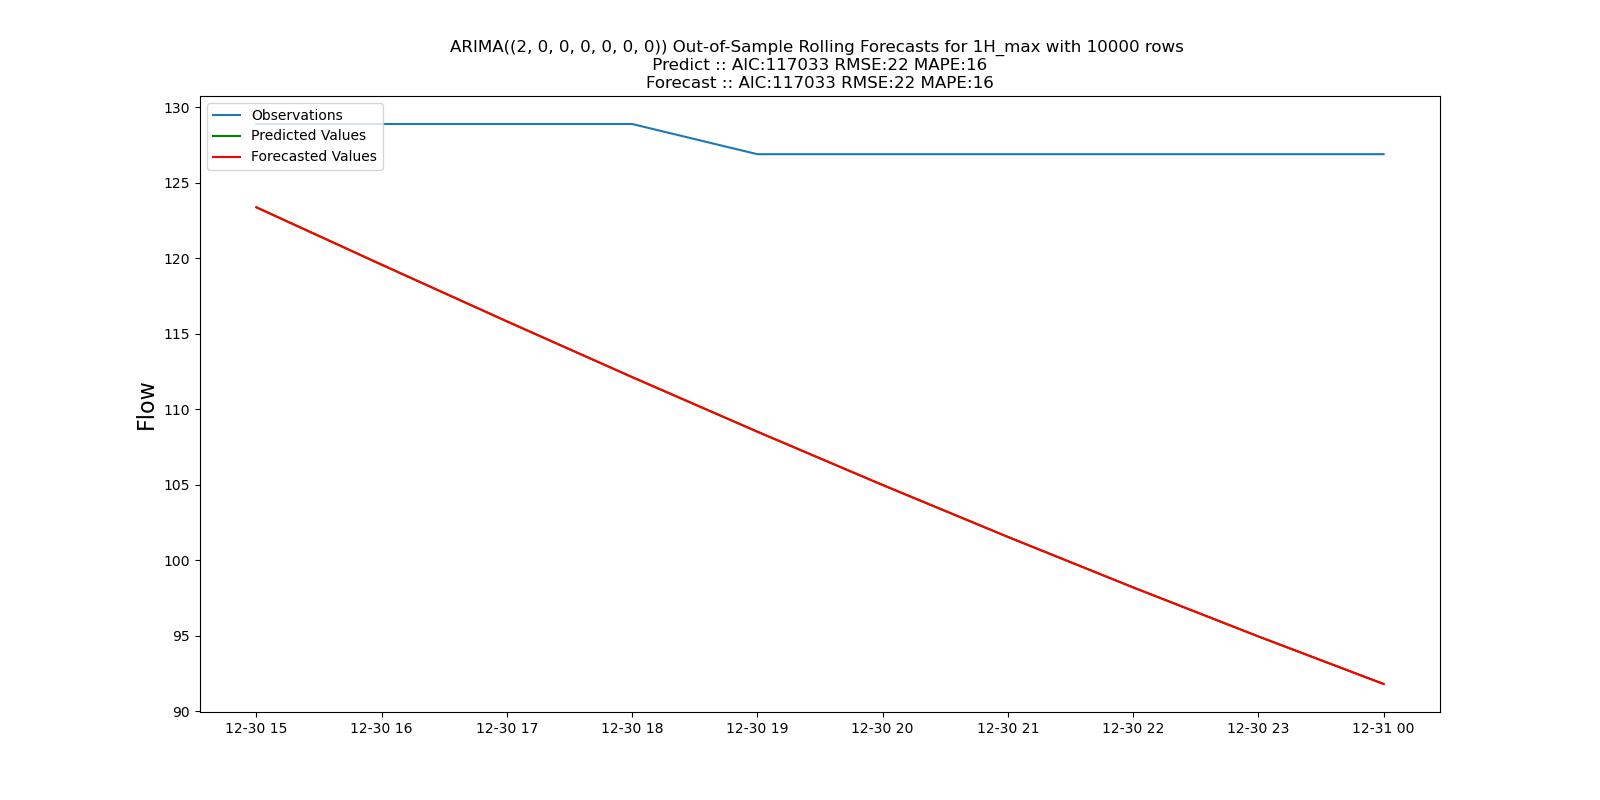 ARIMA((2, 0, 0, 0, 0, 0, 0)) Out-of-Sample Rolling Forecasts for 1H_max with 10000 rows
Predict :: AIC:117033 RMSE:22 MAPE:16
Forecast :: AIC:117033 RMSE:22 MAPE:16
Observations
Predicted Values
Forecasted Values
130
125
120
115
110
105
100
95
90
Flow
12-30 15 12-30 16 12-30 17 12-30 18 12-30 19 12-30 20 12-30 21 12-30 22 12-30 23 12-31 00